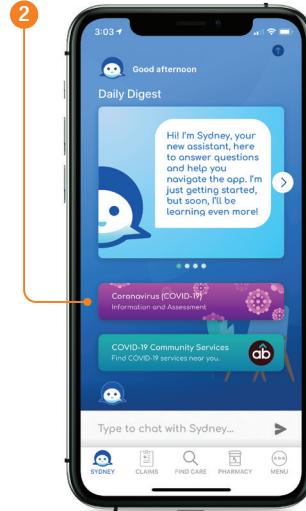 2
3:03
Good afternoon
Daily Digest
Hi! I'm Sydney, your
new assistant, here
to answer questions
and help you
navigate the app. I'm
just getting started,
but soon, I'll be
learning even more!
Coronavirus (COVID-19)
Information and Assessment
COVID-19 Community Services
Find COVID-19 services near you.
ab
Type to chat with Sydney...
SYDNEY CLAIMS FIND CARE PHARMACY MENU